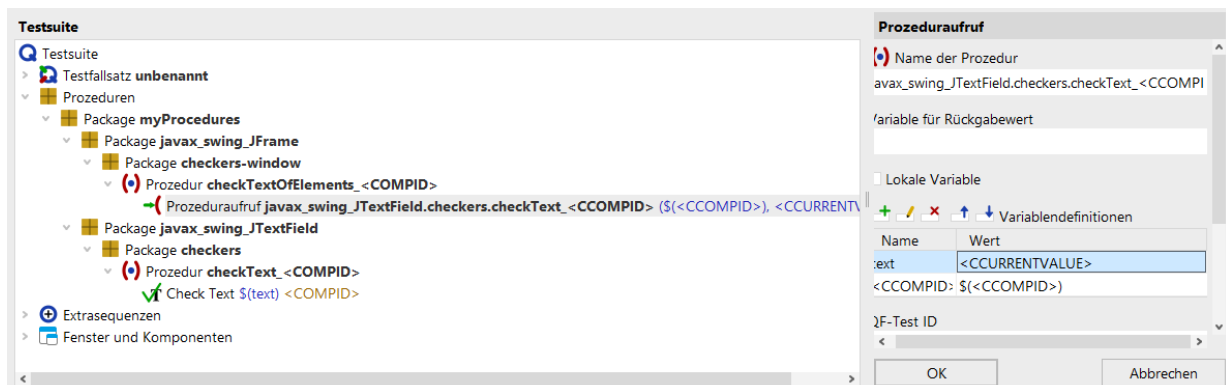 Testsuite
Testsuite
Testfallsatz unbenannt
Prozeduren
Package myProcedures
Package javax_swing_JFrame
Package checkers-window
Prozedur checkTextOfElements_<COMPID>
Prozeduraufruf javax_swing_JTextField.checkers.checkText_<CCOMPID> ($(<CCOMPID>), <CCURRENTV
Package javax_swing_JTextField
Package checkers
Prozedur checkText_<COMPID>
Check Text $(text) <COMPID>
Extrasequenzen
Fenster und Komponenten
Prozeduraufruf
Name der Prozedur
avax_swing_JTextField.checkers.checkText_<CCOMPI
Variable für Rückgabewert
Lokale Variable
Variablendefinitionen
Name Wert
text <CCURRENTVALUE>
<CCOMPID> $(<CCOMPID>)
QF-Test ID
OK Abbrechen